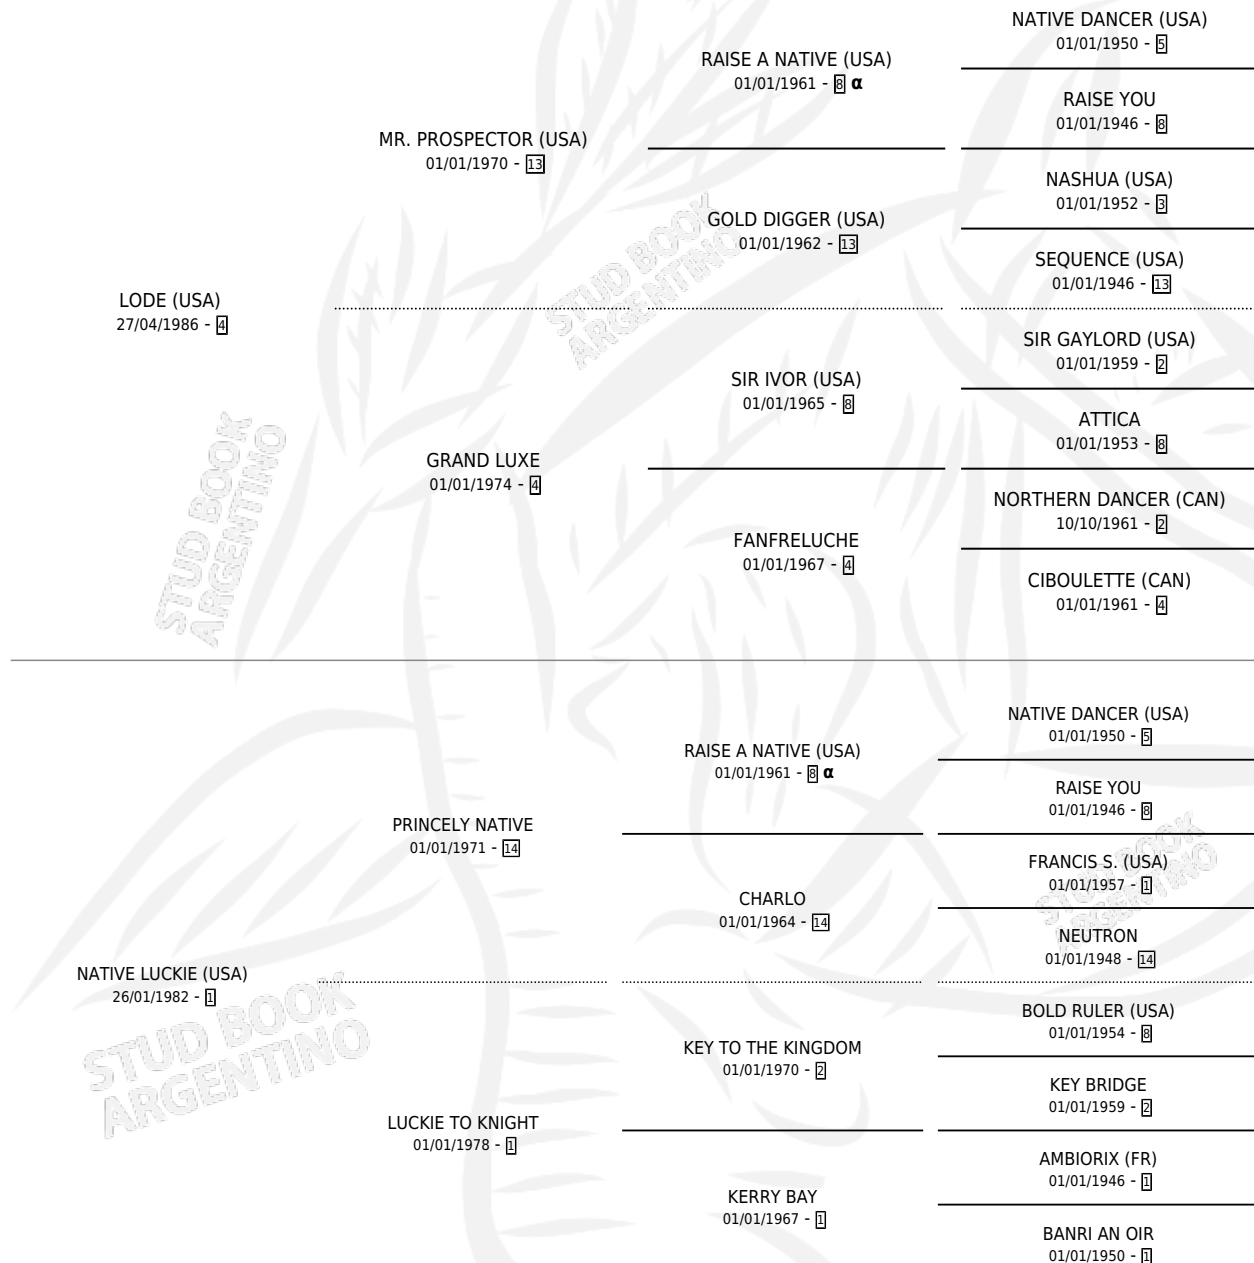 NATIVE DANCER (USA)
01/01/1950 - 5
RAISE A NATIVE (USA)
01/01/1961 - 8 α
RAISE YOU
01/01/1946 - 8
MR. PROSPECTOR (USA)
01/01/1970 - 13
NASHUA (USA)
01/01/1952 - 3
GOLD DIGGER (USA)
01/01/1962 - 13
SEQUENCE (USA)
01/01/1946 - 13
LODE (USA)
27/04/1986 - 4
STUD BOOK
ARGENTINO
SIR GAYLORD (USA)
01/01/1959 - 2
SIR IVOR (USA)
01/01/1965 - 8
ATTICA
01/01/1953 - 8
GRAND LUXE
01/01/1974 - 4
NORTHERN DANCER (CAN)
10/10/1961 - 2
FANFRELUCHE
01/01/1967 - 4
CIBOULETTE (CAN)
01/01/1961 - 4
STUD BOOK
ARGENTINO
NATIVE DANCER (USA)
01/01/1950 - 5
RAISE A NATIVE (USA)
01/01/1961 - 8 α
RAISE YOU
01/01/1946 - 8
PRINCELY NATIVE
01/01/1971 - 14
FRANCIS S. (USA)
01/01/1957 - 1
CHARLO
01/01/1964 - 14
NEUTRON
01/01/1948 - 14
STUD BOOK
ARGENTINO
NATIVE LUCKIE (USA)
26/01/1982 - 1
STUD BOOK
ARGENTINO
BOLD RULER (USA)
01/01/1954 - 8
KEY TO THE KINGDOM
01/01/1970 - 2
KEY BRIDGE
01/01/1959 - 2
LUCKIE TO KNIGHT
01/01/1978 - 1
AMBIORIX (FR)
01/01/1946 - 1
KERRY BAY
01/01/1967 - 1
BANRI AN OIR
01/01/1950 - 1